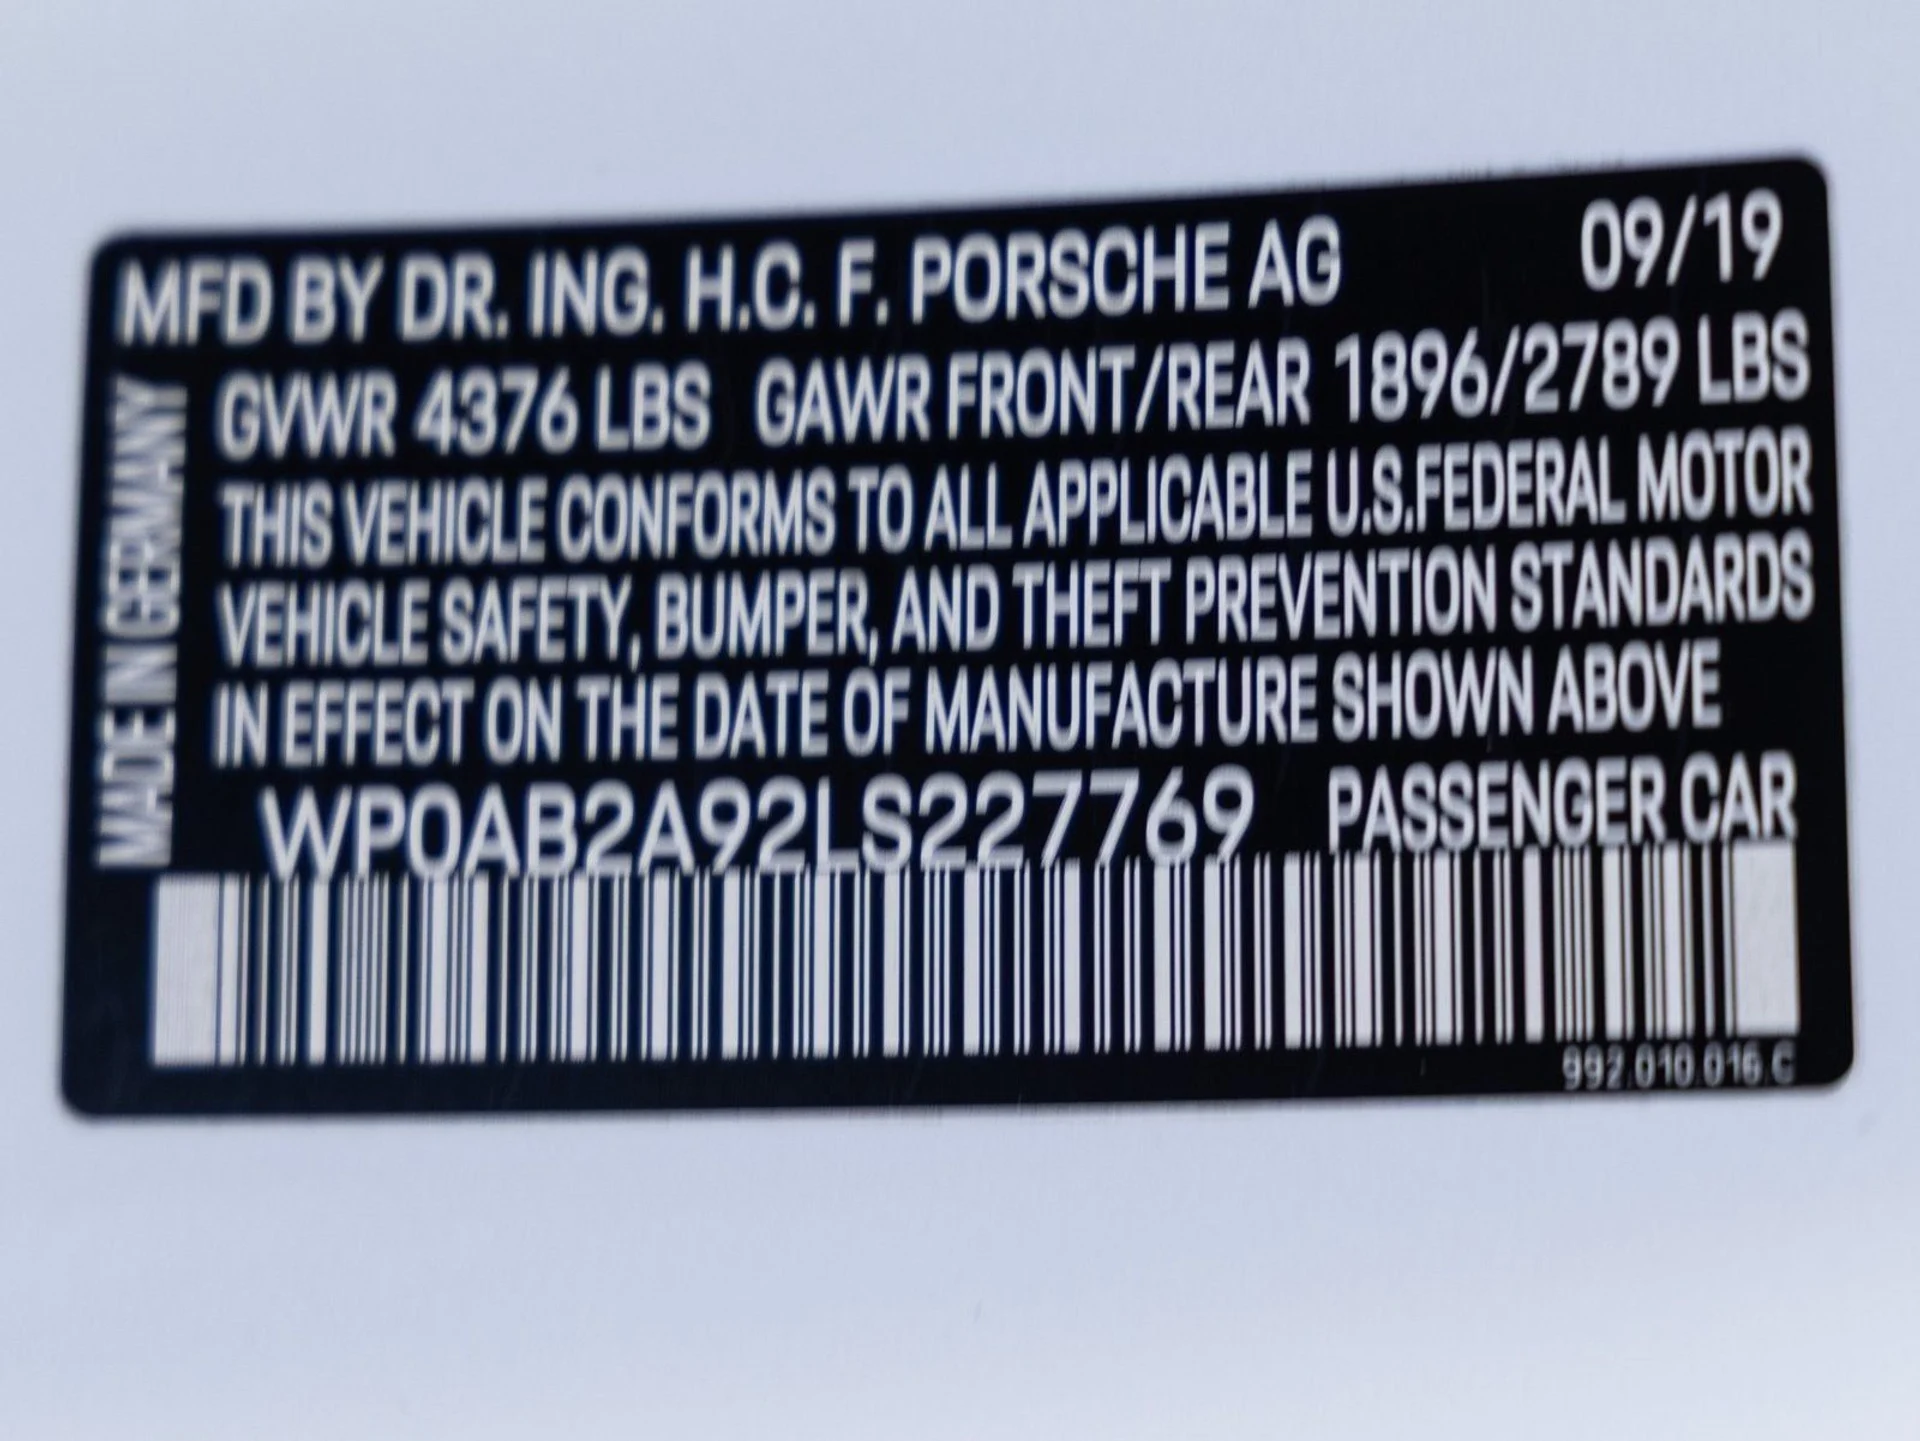 MFD BY DR. ING. H.C. F. PORSCHE AG 09/19
GVWR 4376 LBS GAWR FRONT/REAR 1896/2789 LBS
THIS VEHICLE CONFORMS TO ALL APPLICABLE U.S.FEDERAL MOTOR
VEHICLE SAFETY, BUMPER, AND THEFT PREVENTION STANDARDS
IN EFFECT ON THE DATE OF MANUFACTURE SHOWN ABOVE
WP0AB2A92LS227769 PASSENGER CAR
MADE IN GERMANY
992.010.016.C